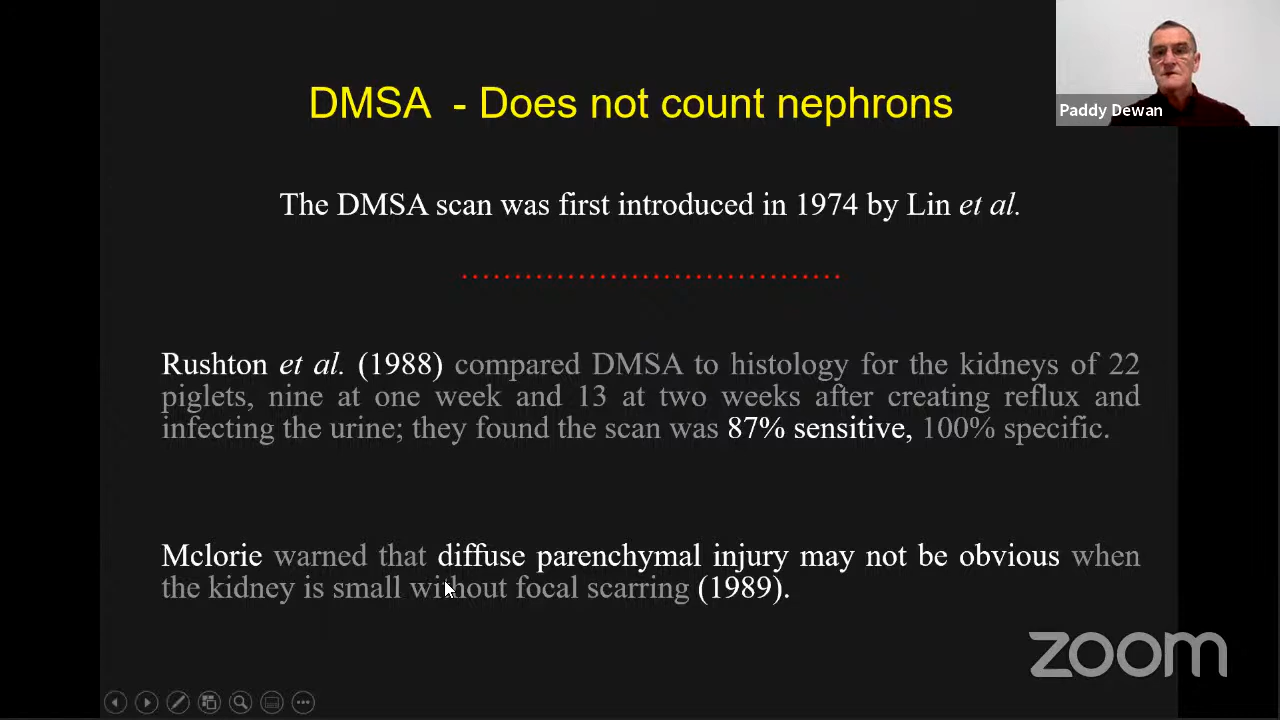 DMSA - Does not count nephrons
Paddy Dewan
The DMSA scan was first introduced in 1974 by Lin et al.
Rushton et al. (1988) compared DMSA to histology for the kidneys of 22
piglets, nine at one week and 13 at two weeks after creating reflux and
infecting the urine; they found the scan was 87% sensitive, 100% specific.
Mclorie warned that diffuse parenchymal injury may not be obvious when
the kidney is small without focal scarring (1989).
zoom